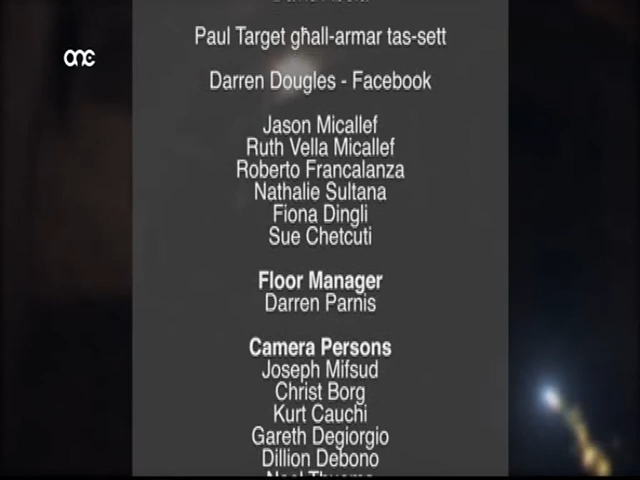 one
Paul Target għall-armar tas-sett
Darren Dougles - Facebook
Jason Micallef
Ruth Vella Micallef
Roberto Francalanza
Nathalie Sultana
Fiona Dingli
Sue Chetcuti
Floor Manager
Darren Parnis
Camera Persons
Joseph Mifsud
Christ Borg
Kurt Cauchi
Gareth Degiorgio
Dillion Debono